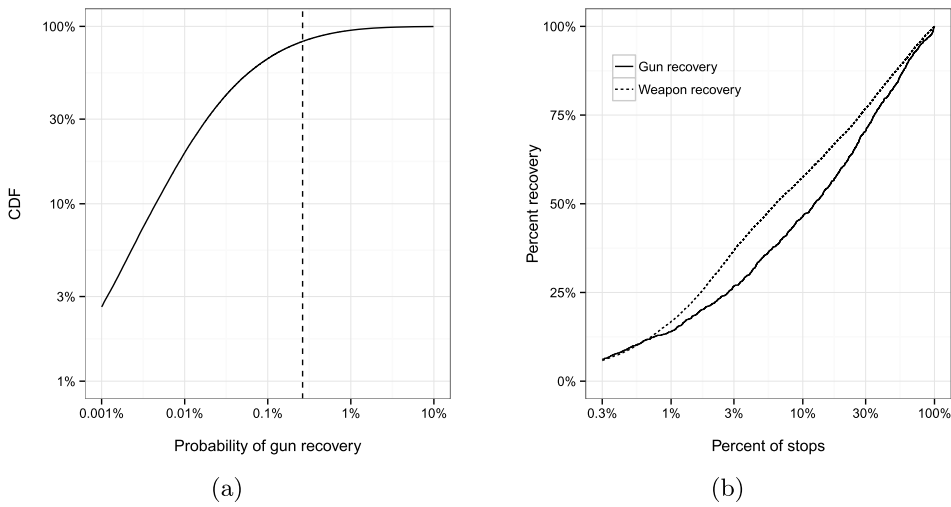 100%
30%
10%
3%
1%
CDF
0.001% 0.01% 0.1% 1% 10%
Probability of gun recovery
(a)
100%
75%
50%
25%
0%
Percent recovery
Gun recovery
Weapon recovery
0.3% 1% 3% 10% 30% 100%
Percent of stops
(b)